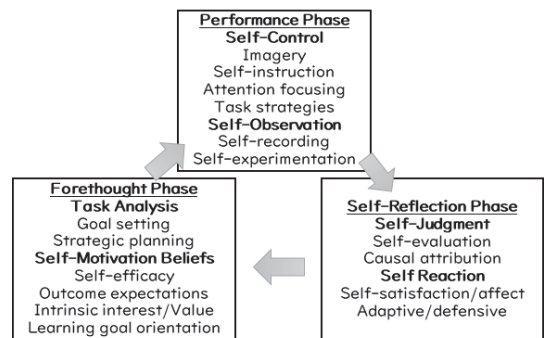 Performance Phase
Self-Control
Imagery
Self-instruction
Attention focusing
Task strategies
Self-Observation
Self-recording
Self-experimentation
Forethought Phase
Task Analysis
Goal setting
Strategic planning
Self-Motivation Beliefs
Self-efficacy
Outcome expectations
Intrinsic interest/Value
Learning goal orientation
Self-Reflection Phase
Self-Judgment
Self-evaluation
Causal attribution
Self Reaction
Self-satisfaction/affect
Adaptive/defensive